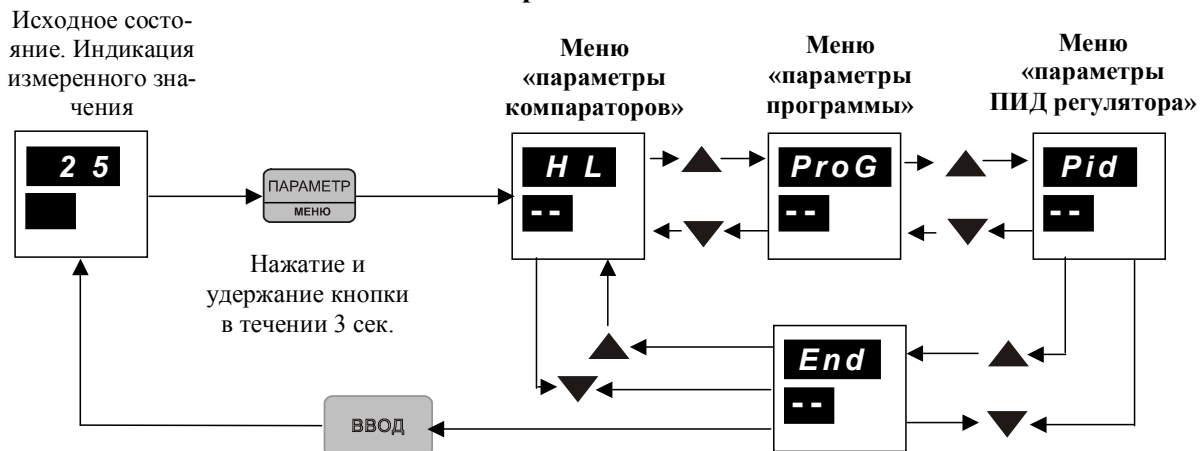 Исходное состо-
яние. Индикация
измеренного зна-
чения
Меню
«параметры
компараторов»
Меню
«параметры
программы»
Меню
«параметры
ПИД регулятора»
2 5
ПАРАМЕТР
МЕНЮ
H L
--
ProG
--
Pid
--
Нажатие и
удержание кнопки
в течении 3 сек.
End
--
ВВОД